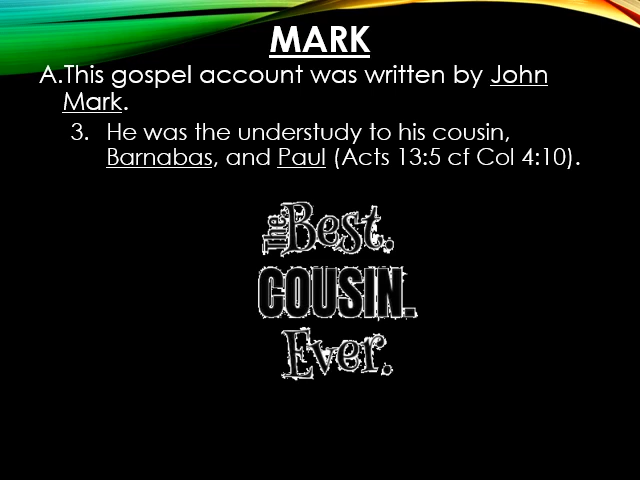 MARK
A.This gospel account was written by John
Mark.
3. He was the understudy to his cousin,
Barnabas, and Paul (Acts 13:5 cf Col 4:10).
The Best.
COUSIN.
Ever.